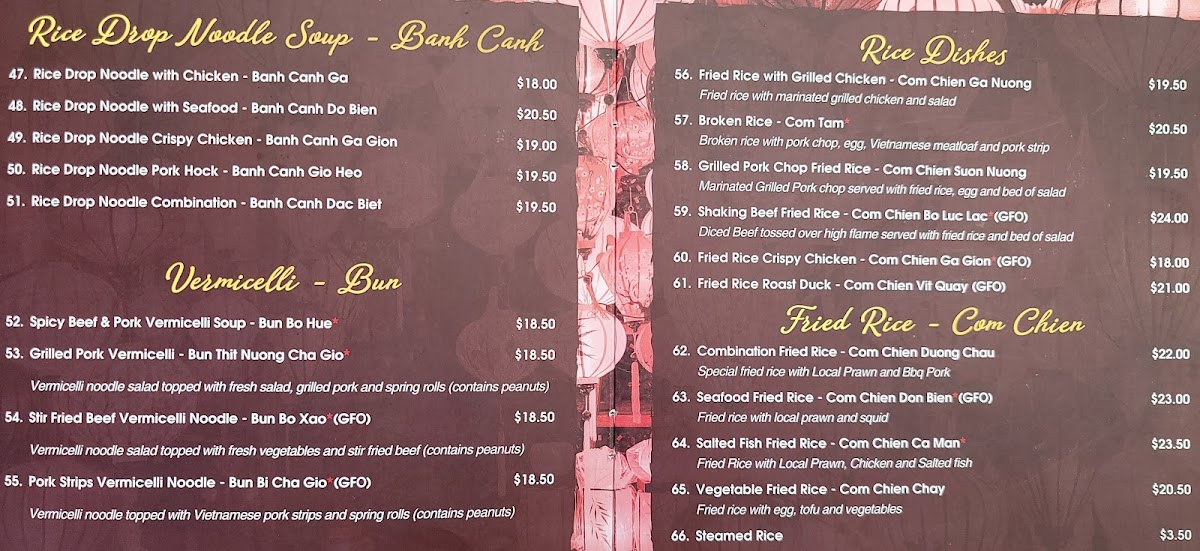 Rice Drop Noodle Soup - Banh Canh
47. Rice Drop Noodle with Chicken - Banh Canh Ga $18.00
48. Rice Drop Noodle with Seafood - Banh Canh Do Bien $20.50
49. Rice Drop Noodle Crispy Chicken - Banh Canh Ga Gion $19.00
50. Rice Drop Noodle Pork Hock - Banh Canh Gio Heo $19.50
51. Rice Drop Noodle Combination - Banh Canh Dac Biet $19.50
Vermicelli - Bun
52. Spicy Beef & Pork Vermicelli Soup - Bun Bo Hue* $18.50
53. Grilled Pork Vermicelli - Bun Thit Nuong Cha Gio* $18.50
Vermicelli noodle salad topped with fresh salad, grilled pork and spring rolls (contains peanuts)
54. Stir Fried Beef Vermicelli Noodle - Bun Bo Xao*(GFO) $18.50
Vermicelli noodle salad topped with fresh vegetables and stir fried beef (contains peanuts)
55. Pork Strips Vermicelli Noodle - Bun Bi Cha Gio*(GFO) $18.50
Vermicelli noodle topped with Vietnamese pork strips and spring rolls (contains peanuts)
Rice Dishes
56. Fried Rice with Grilled Chicken - Com Chien Ga Nuong $19.50
Fried rice with marinated grilled chicken and salad
57. Broken Rice - Com Tam* $20.50
Broken rice with pork chop, egg, Vietnamese meatloaf and pork strip
58. Grilled Pork Chop Fried Rice - Com Chien Suon Nuong $19.50
Marinated Grilled Pork chop served with fried rice, egg and bed of salad
59. Shaking Beef Fried Rice - Com Chien Bo Luc Lac*(GFO) $24.00
Diced Beef tossed over high flame served with fried rice and bed of salad
60. Fried Rice Crispy Chicken - Com Chien Ga Gion*(GFO) $18.00
61. Fried Rice Roast Duck - Com Chien Vit Quay (GFO) $21.00
Fried Rice - Com Chien
62. Combination Fried Rice - Com Chien Duong Chau $22.00
Special fried rice with Local Prawn and Bbq Pork
63. Seafood Fried Rice - Com Chien Don Bien*(GFO) $23.00
Fried rice with local prawn and squid
64. Salted Fish Fried Rice - Com Chien Ca Man* $23.50
Fried Rice with Local Prawn, Chicken and Salted fish
65. Vegetable Fried Rice - Com Chien Chay $20.50
Fried rice with egg, tofu and vegetables
66. Steamed Rice $3.50